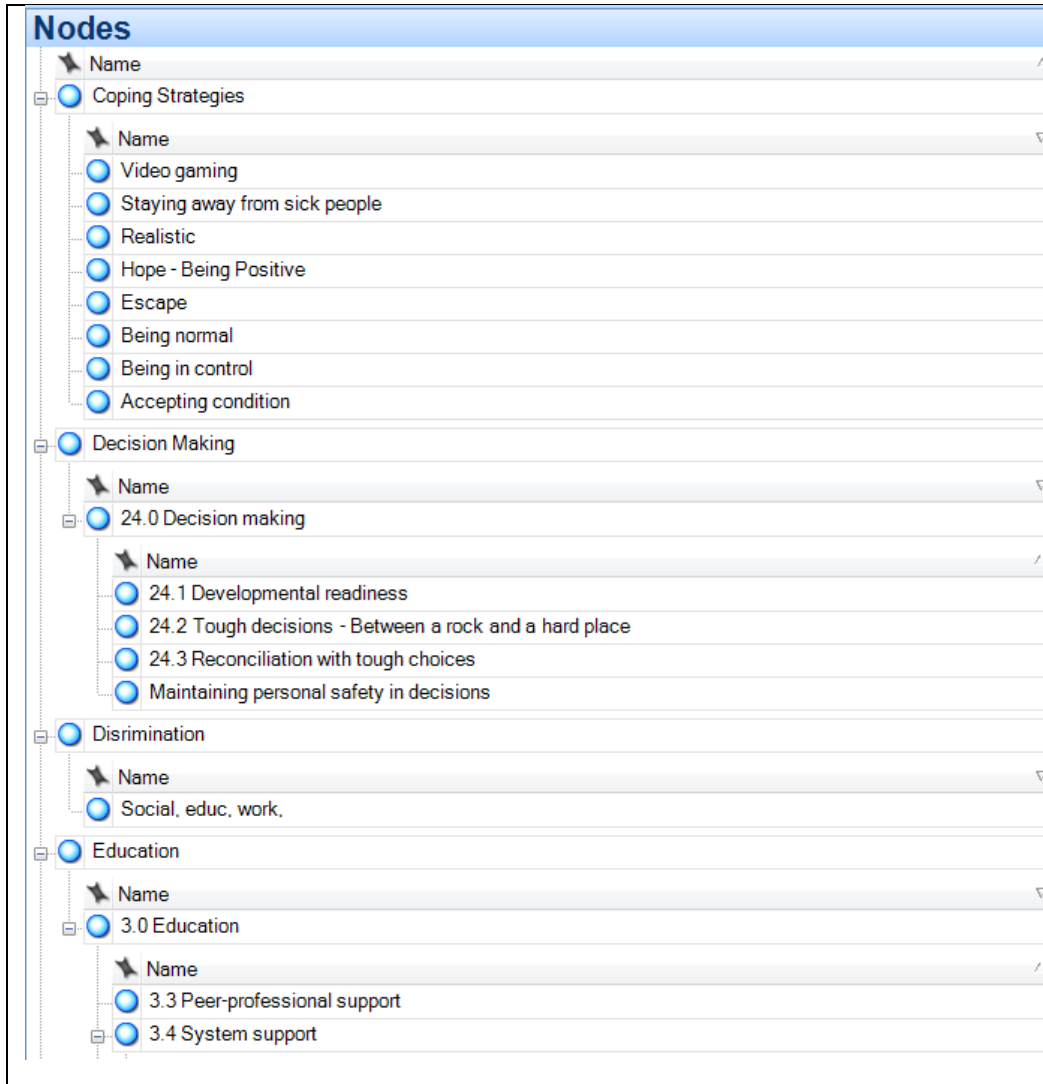 Nodes
Name
Coping Strategies
Name
Video gaming
Staying away from sick people
Realistic
Hope - Being Positive
Escape
Being normal
Being in control
Accepting condition
Decision Making
Name
24.0 Decision making
Name
24.1 Developmental readiness
24.2 Tough decisions - Between a rock and a hard place
24.3 Reconciliation with tough choices
Maintaining personal safety in decisions
Disrimination
Name
Social, educ, work,
Education
Name
3.0 Education
Name
3.3 Peer-professional support
3.4 System support